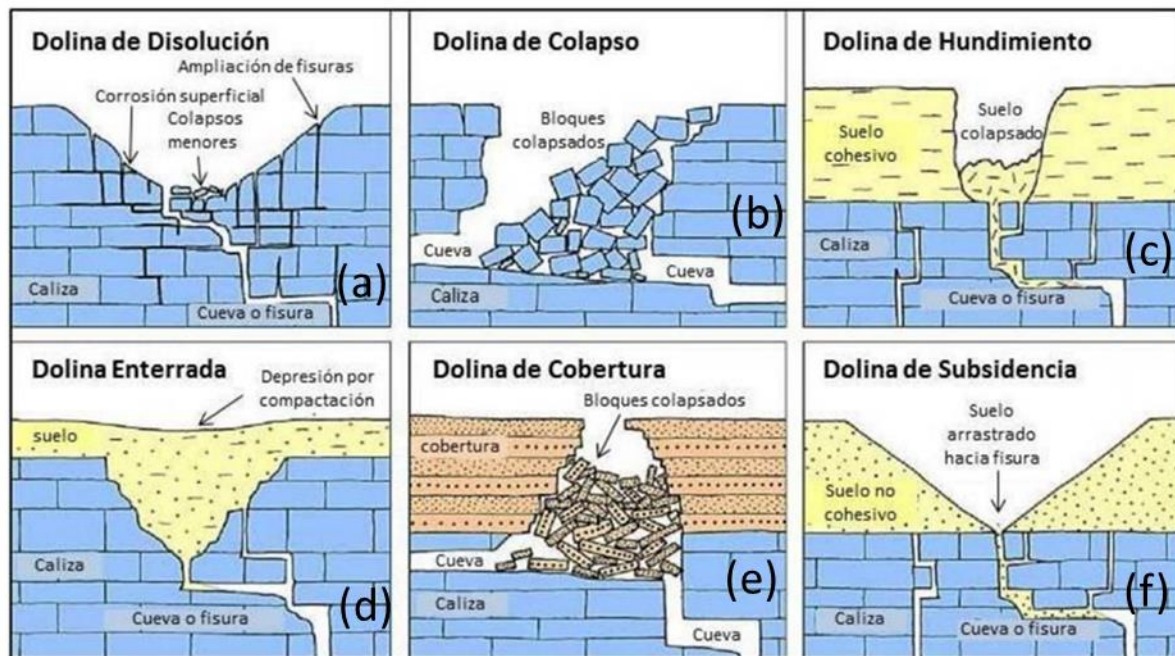 Dolina de Disolución
Ampliación de fisuras
Corrosión superficial
Colapsos
menores
Caliza
Cueva o fisura
(a)
Dolina de Colapso
Bloques
colapsados
Cueva
Cueva
Caliza
(b)
Dolina de Hundimiento
Suelo
cohesivo
Suelo
colapsado
Caliza
Cueva o fisura
(c)
Dolina Enterrada
Depresión por
compactación
suelo
Caliza
Cueva o fisura
(d)
Dolina de Cobertura
Bloques colapsados
cobertura
Cueva
Caliza
Cueva
(e)
Dolina de Subsidencia
Suelo
arrastrado
hacia fisura
Suelo no
cohesivo
Caliza
Cueva o fisura
(f)